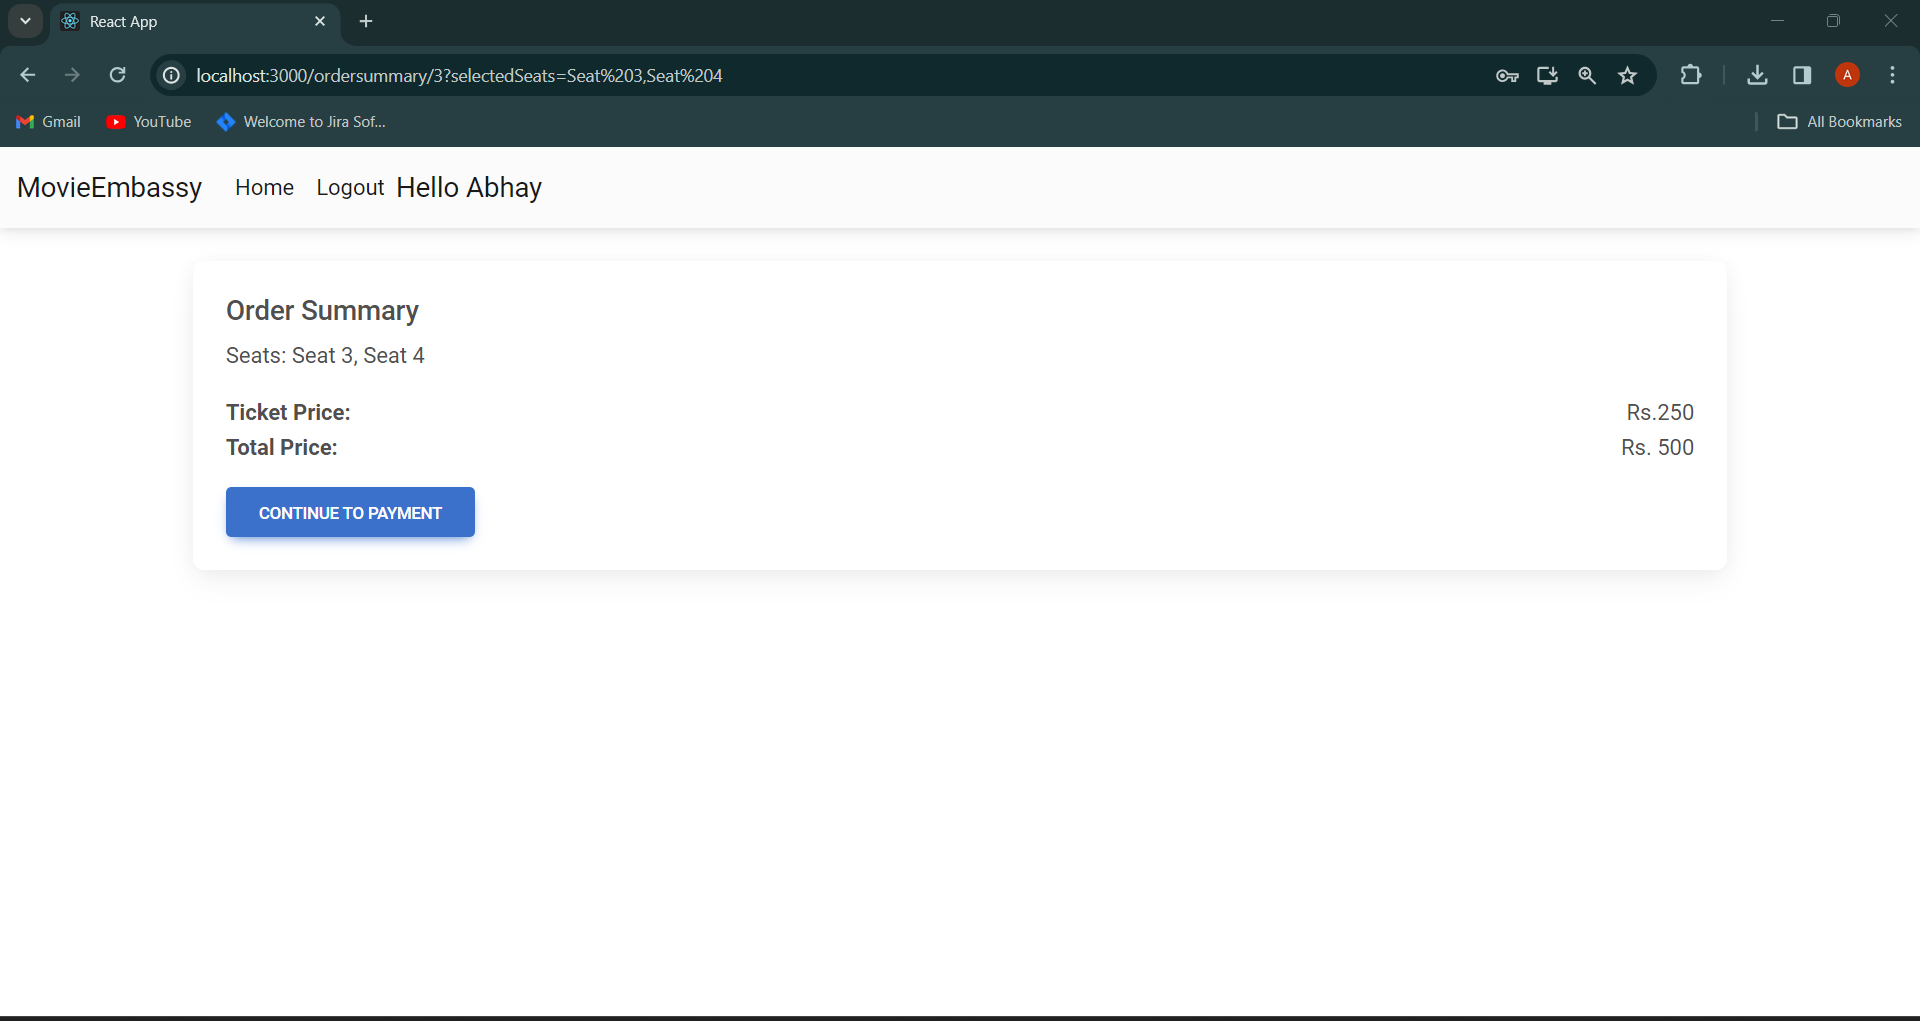 React App
localhost:3000/ordersummary/3?selectedSeats=Seat%203,Seat%204
A
Gmail YouTube Welcome to Jira Sof... All Bookmarks
MovieEmbassy Home Logout Hello Abhay
Order Summary
Seats: Seat 3, Seat 4
Ticket Price: Rs.250
Total Price: Rs. 500
CONTINUE TO PAYMENT